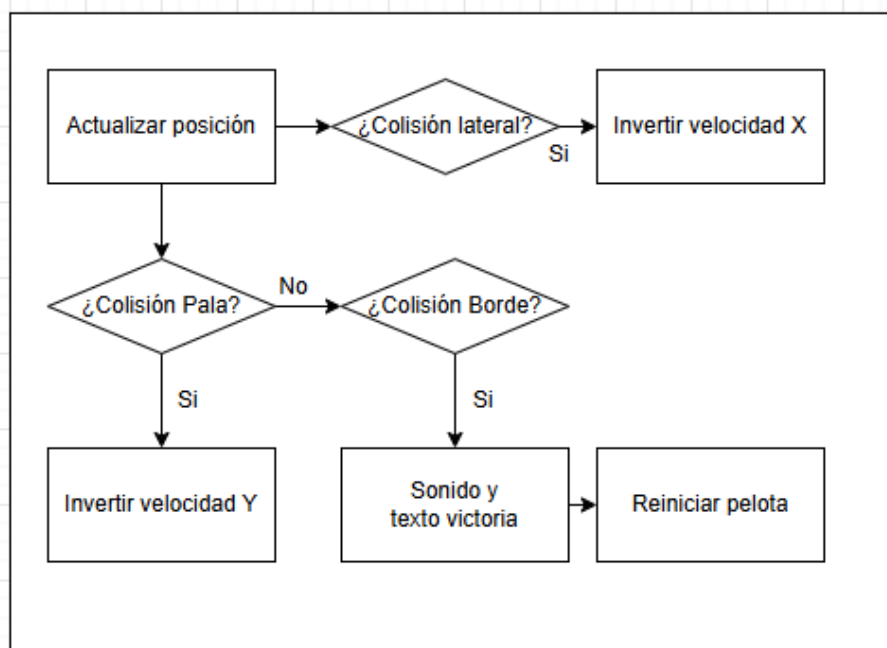 Actualizar posición
¿Colisión lateral?
Si
Invertir velocidad X
¿Colisión Pala?
No
¿Colisión Borde?
Si
Si
Invertir velocidad Y
Sonido y
texto victoria
Reiniciar pelota